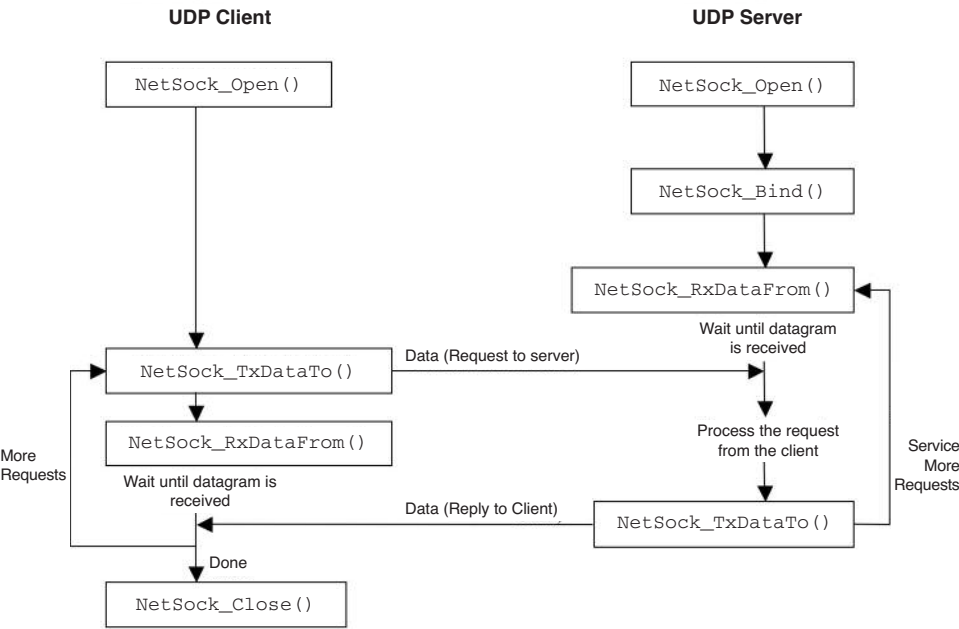 UDP Client
UDP Server
NetSock_Open()
NetSock_Open()
NetSock_Bind()
NetSock_RxDataFrom()
Wait until datagram
is received
NetSock_TxDataTo()
Data (Request to server)
NetSock_RxDataFrom()
Process the request
from the client
More
Requests
Service
More
Requests
Wait until datagram is
received
Data (Reply to Client)
NetSock_TxDataTo()
Done
NetSock_Close()